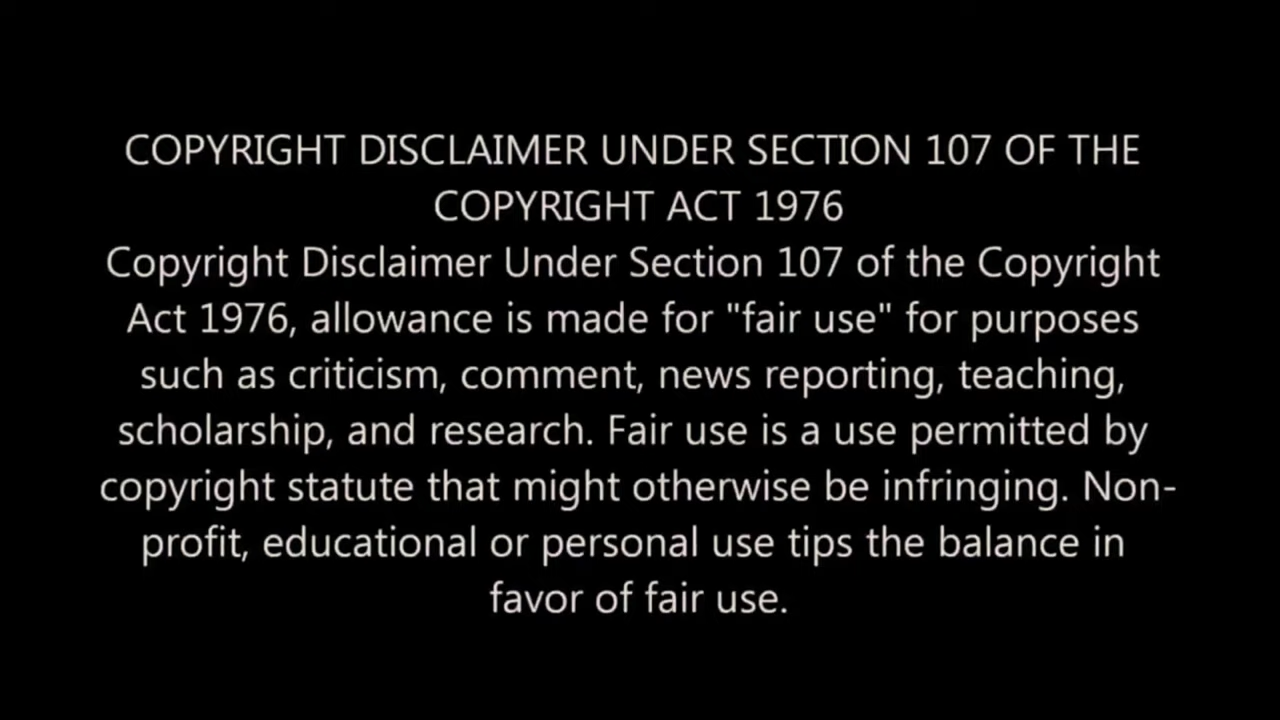 COPYRIGHT DISCLAIMER UNDER SECTION 107 OF THE
COPYRIGHT ACT 1976
Copyright Disclaimer Under Section 107 of the Copyright
Act 1976, allowance is made for "fair use" for purposes
such as criticism, comment, news reporting, teaching,
scholarship, and research. Fair use is a use permitted by
copyright statute that might otherwise be infringing. Non-
profit, educational or personal use tips the balance in
favor of fair use.